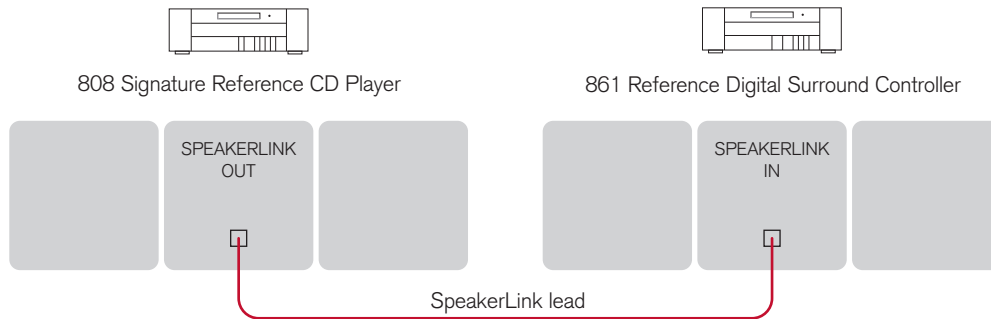 808 Signature Reference CD Player
861 Reference Digital Surround Controller
SPEAKERLINK
OUT
SPEAKERLINK
IN
SpeakerLink lead